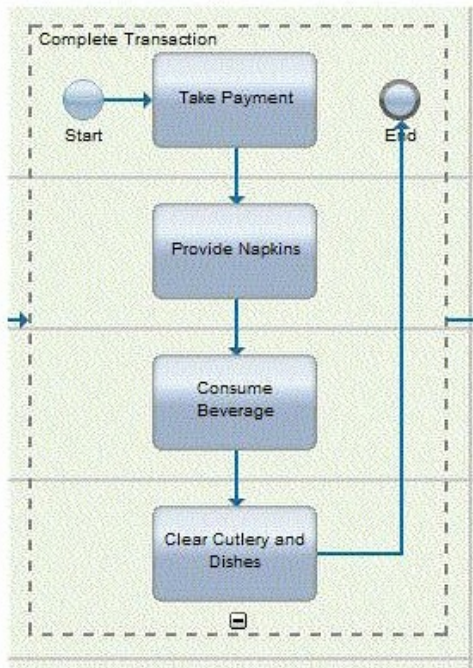 Complete Transaction
Take Payment
Start
End
Provide Napkins
Consume
Beverage
Clear Cutlery and
Dishes